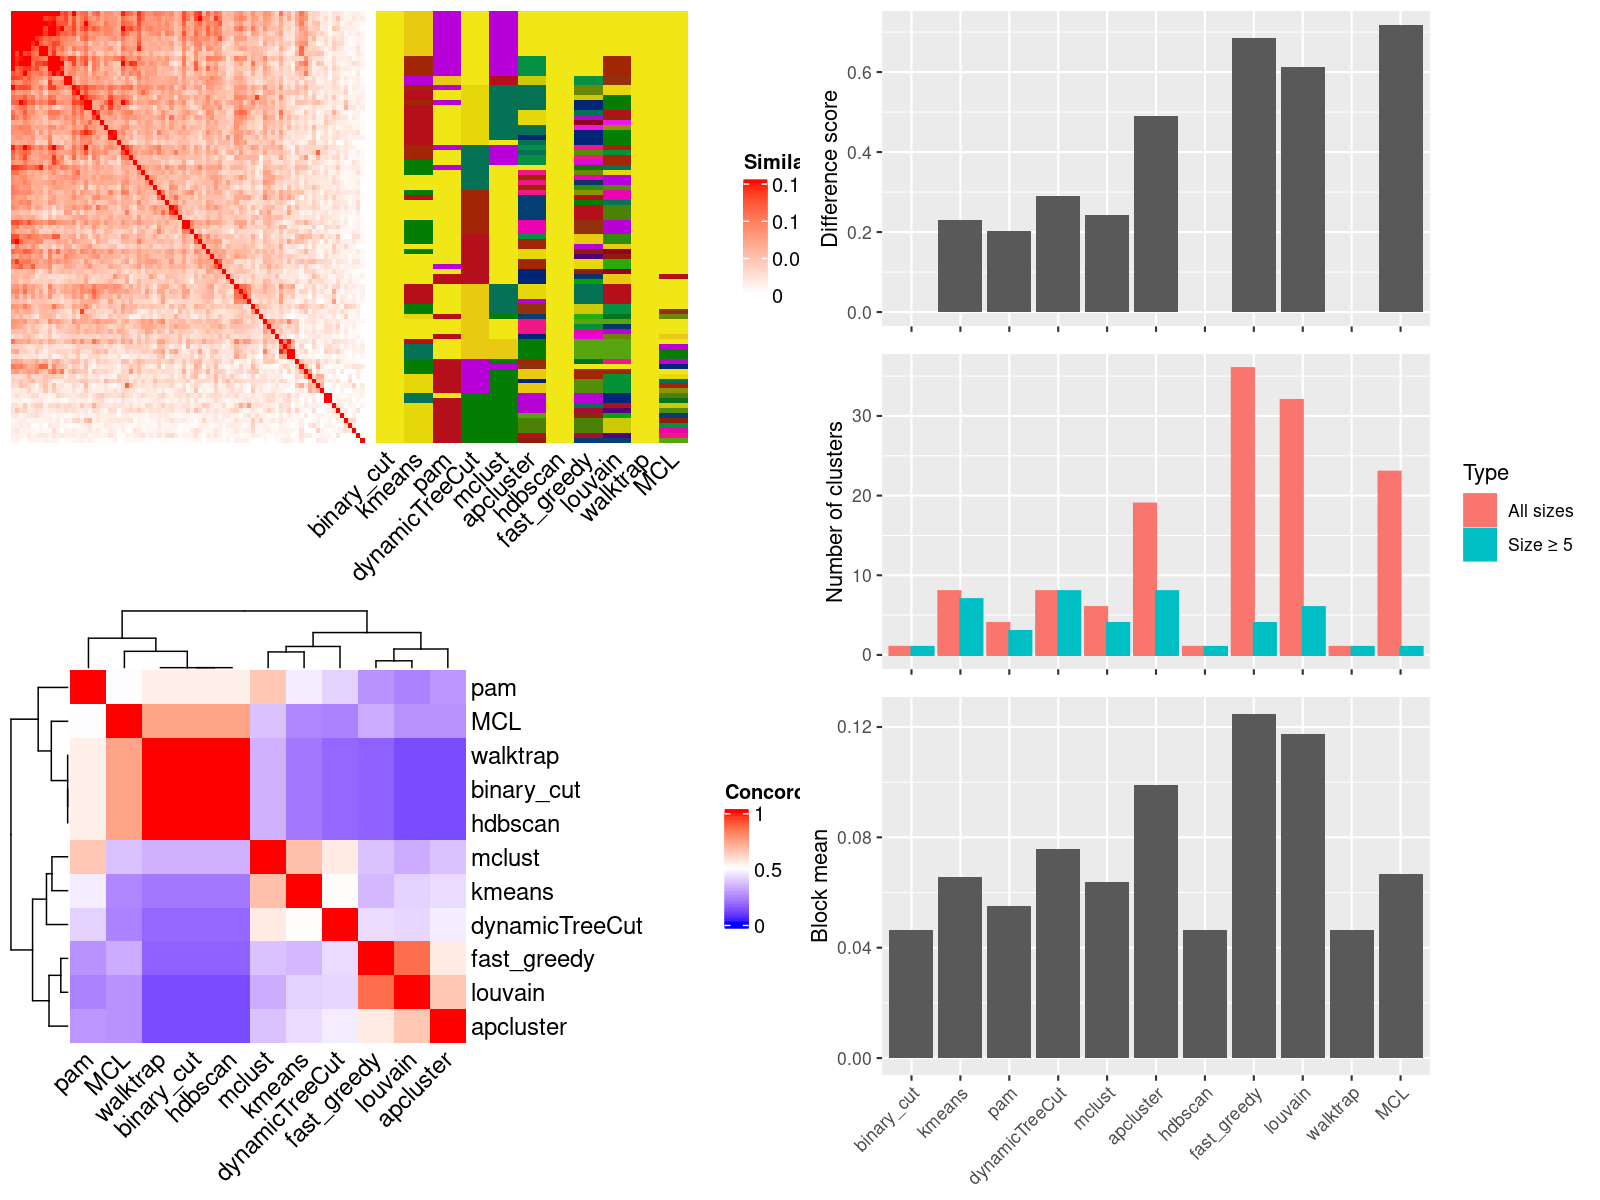 Simila
0.1
0.1
0.0
0
binary_cut
kmeans
pam
dynamicTreeCut
mclust
apcluster
hdbscan
fast_greedy
louvain
walktrap
MCL
Difference score
0.6
0.4
0.2
0.0
Number of clusters
30
20
10
0
Type
All sizes
Size ≥ 5
pam
MCL
walktrap
binary_cut
hdbscan
mclust
kmeans
dynamicTreeCut
fast_greedy
louvain
apcluster
pam
MCL
walktrap
binary_cut
hdbscan
mclust
kmeans
dynamicTreeCut
fast_greedy
louvain
apcluster
Concord
1
0.5
0
Block mean
0.12
0.08
0.04
0.00
binary_cut
kmeans
pam
dynamicTreeCut
mclust
apcluster
hdbscan
fast_greedy
louvain
walktrap
MCL